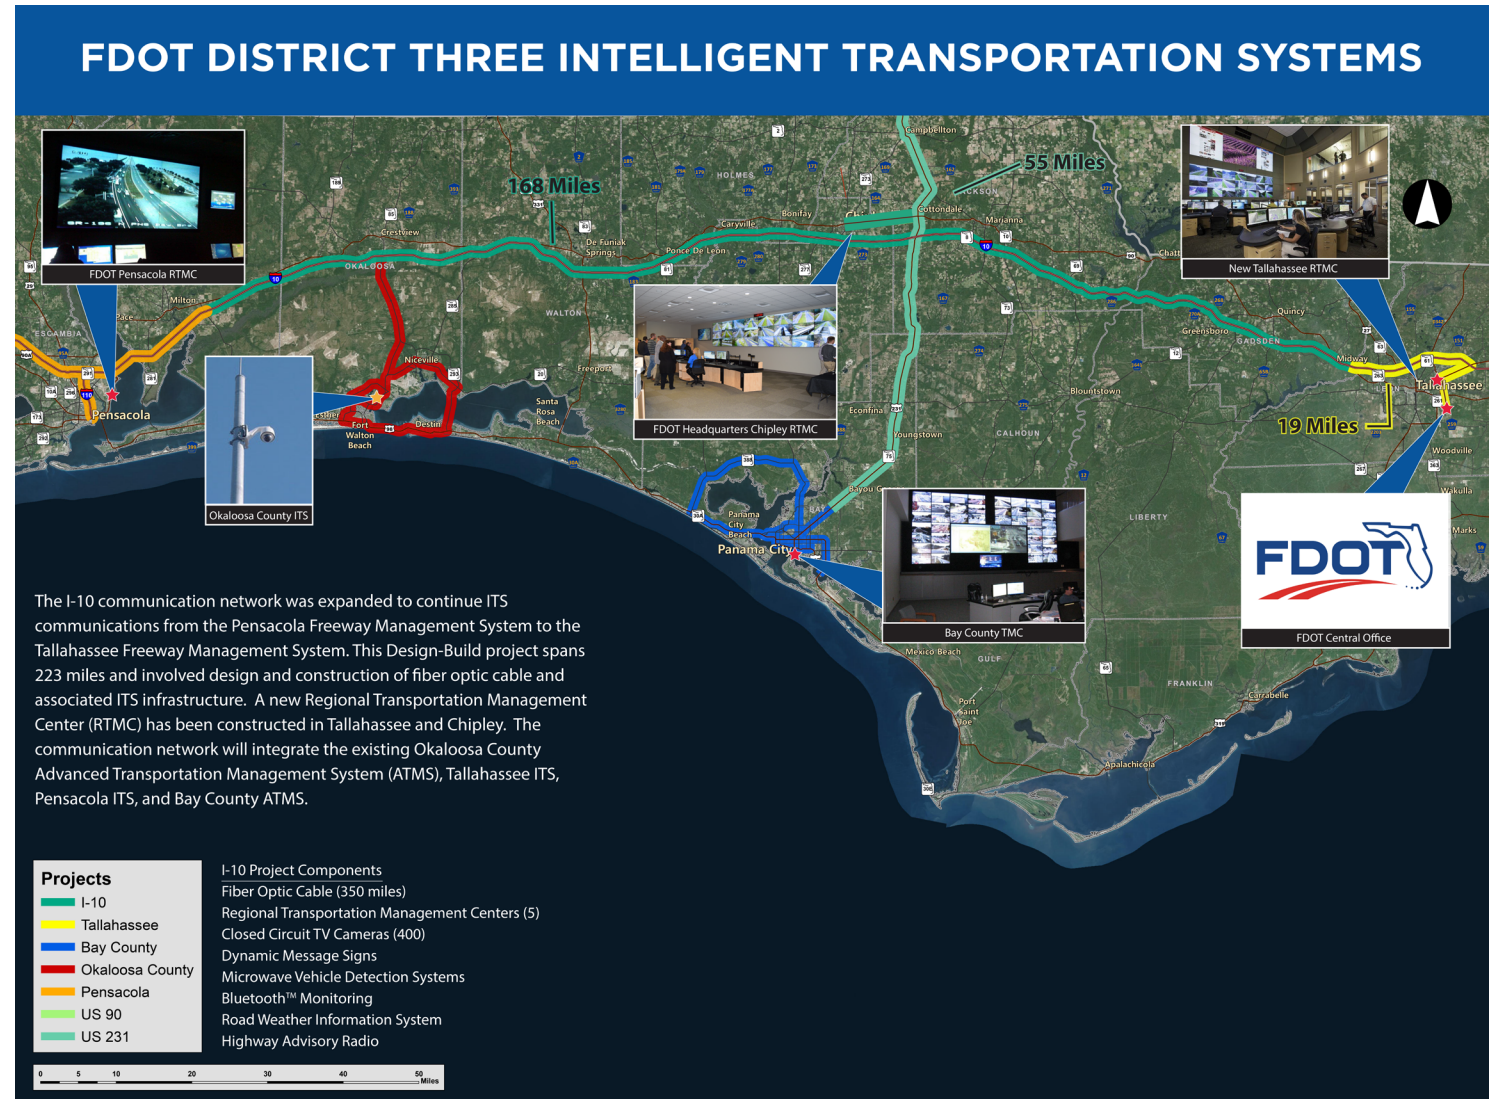 FDOT DISTRICT THREE INTELLIGENT TRANSPORTATION SYSTEMS
Campbellton
55 Miles
168 Miles
HOLMES
Crestview
De Funiak
Springs
Caryville
Bonifay
Ponce De Leon
Cottondale
Marianna
OKALOOSA
FDOT Pensacola RTMC
New Tallahassee RTMC
Milton
Pace
ESCAMBIA
WALTON
Quincy
Greensboro
GADSDEN
Midway
Niceville
Freeport
Blountstown
Tallahassee
Pensacola
Santa
Rosa
Beach
Destin
Fort
Walton
Beach
Econfina
19 Miles
FDOT Headquarters Chipley RTMC
Youngstown
CALHOUN
Woodville
Wakulla
Okaloosa County ITS
Panama
City
Beach
BAY
LIBERTY
Marks
Panama City
FDOT
Bay County TMC
FDOT Central Office
Mexico Beach
GULF
FRANKLIN
Port
Saint
Joe
Carrabelle
Apalachicola
The I-10 communication network was expanded to continue ITS
communications from the Pensacola Freeway Management System to the
Tallahassee Freeway Management System. This Design-Build project spans
223 miles and involved design and construction of fiber optic cable and
associated ITS infrastructure.  A new Regional Transportation Management
Center (RTMC) has been constructed in Tallahassee and Chipley.  The
communication network will integrate the existing Okaloosa County
Advanced Transportation Management System (ATMS), Tallahassee ITS,
Pensacola ITS, and Bay County ATMS.
Projects
I-10
Tallahassee
Bay County
Okaloosa County
Pensacola
US 90
US 231
I-10 Project Components
Fiber Optic Cable (350 miles)
Regional Transportation Management Centers (5)
Closed Circuit TV Cameras (400)
Dynamic Message Signs
Microwave Vehicle Detection Systems
Bluetooth™ Monitoring
Road Weather Information System
Highway Advisory Radio
0 5 10 20 30 40 50
Miles